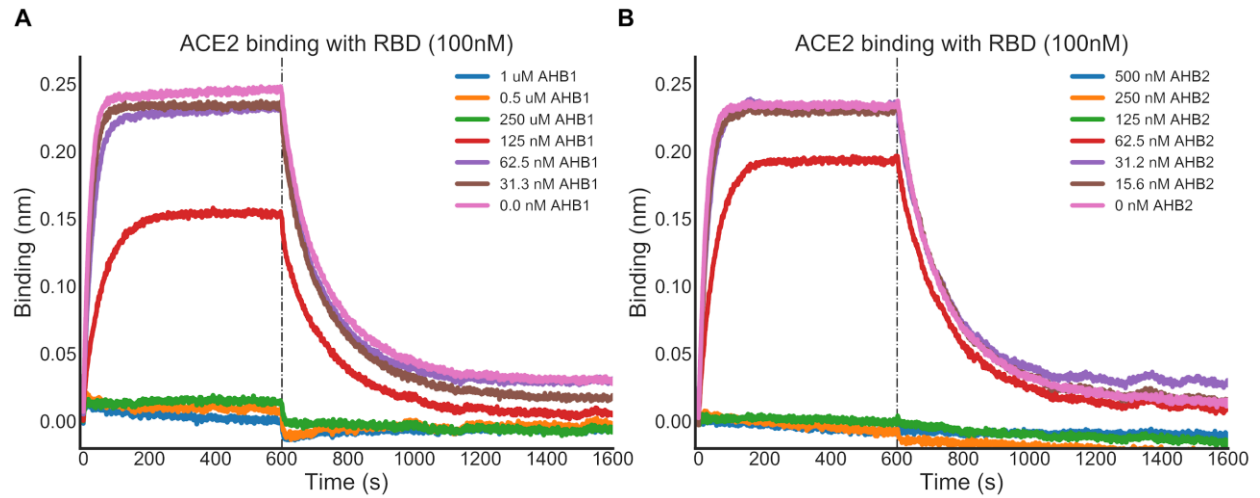 A
ACE2 binding with RBD (100nM)
Binding (nm)
0.25
0.20
0.15
0.10
0.05
0.00
1 uM AHB1
0.5 uM AHB1
250 uM AHB1
125 nM AHB1
62.5 nM AHB1
31.3 nM AHB1
0.0 nM AHB1
0 200 400 600 800 1000 1200 1400 1600
Time (s)
B
ACE2 binding with RBD (100nM)
Binding (nm)
0.25
0.20
0.15
0.10
0.05
0.00
500 nM AHB2
250 nM AHB2
125 nM AHB2
62.5 nM AHB2
31.2 nM AHB2
15.6 nM AHB2
0 nM AHB2
0 200 400 600 800 1000 1200 1400 1600
Time (s)